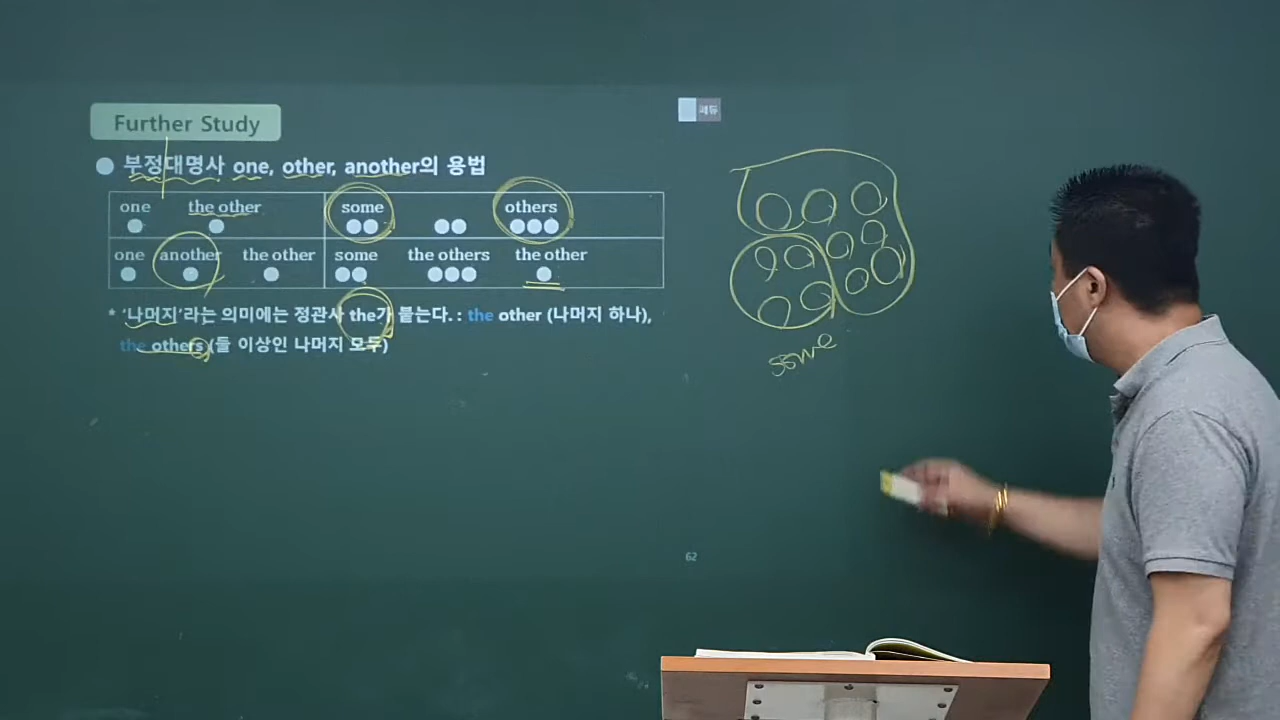 Further Study
페듀
부정대명사 one, other, another의 용법
one the other some others
one another the other some the others the other
* '나머지'라는 의미에는 정관사 the가 붙는다. : the other (나머지 하나),
the others (둘 이상인 나머지 모두)
some
62